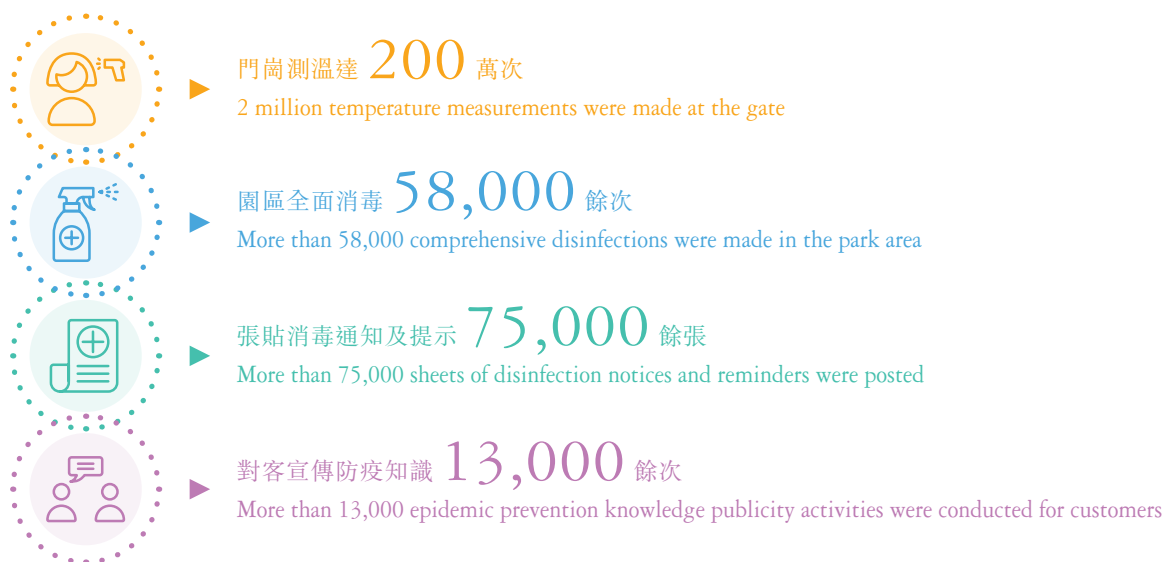 門崗測溫達 200 萬次
2 million temperature measurements were made at the gate
園區全面消毒 58,000 餘次
More than 58,000 comprehensive disinfections were made in the park area
張貼消毒通知及提示 75,000 餘張
More than 75,000 sheets of disinfection notices and reminders were posted
對客宣傳防疫知識 13,000 餘次
More than 13,000 epidemic prevention knowledge publicity activities were conducted for customers